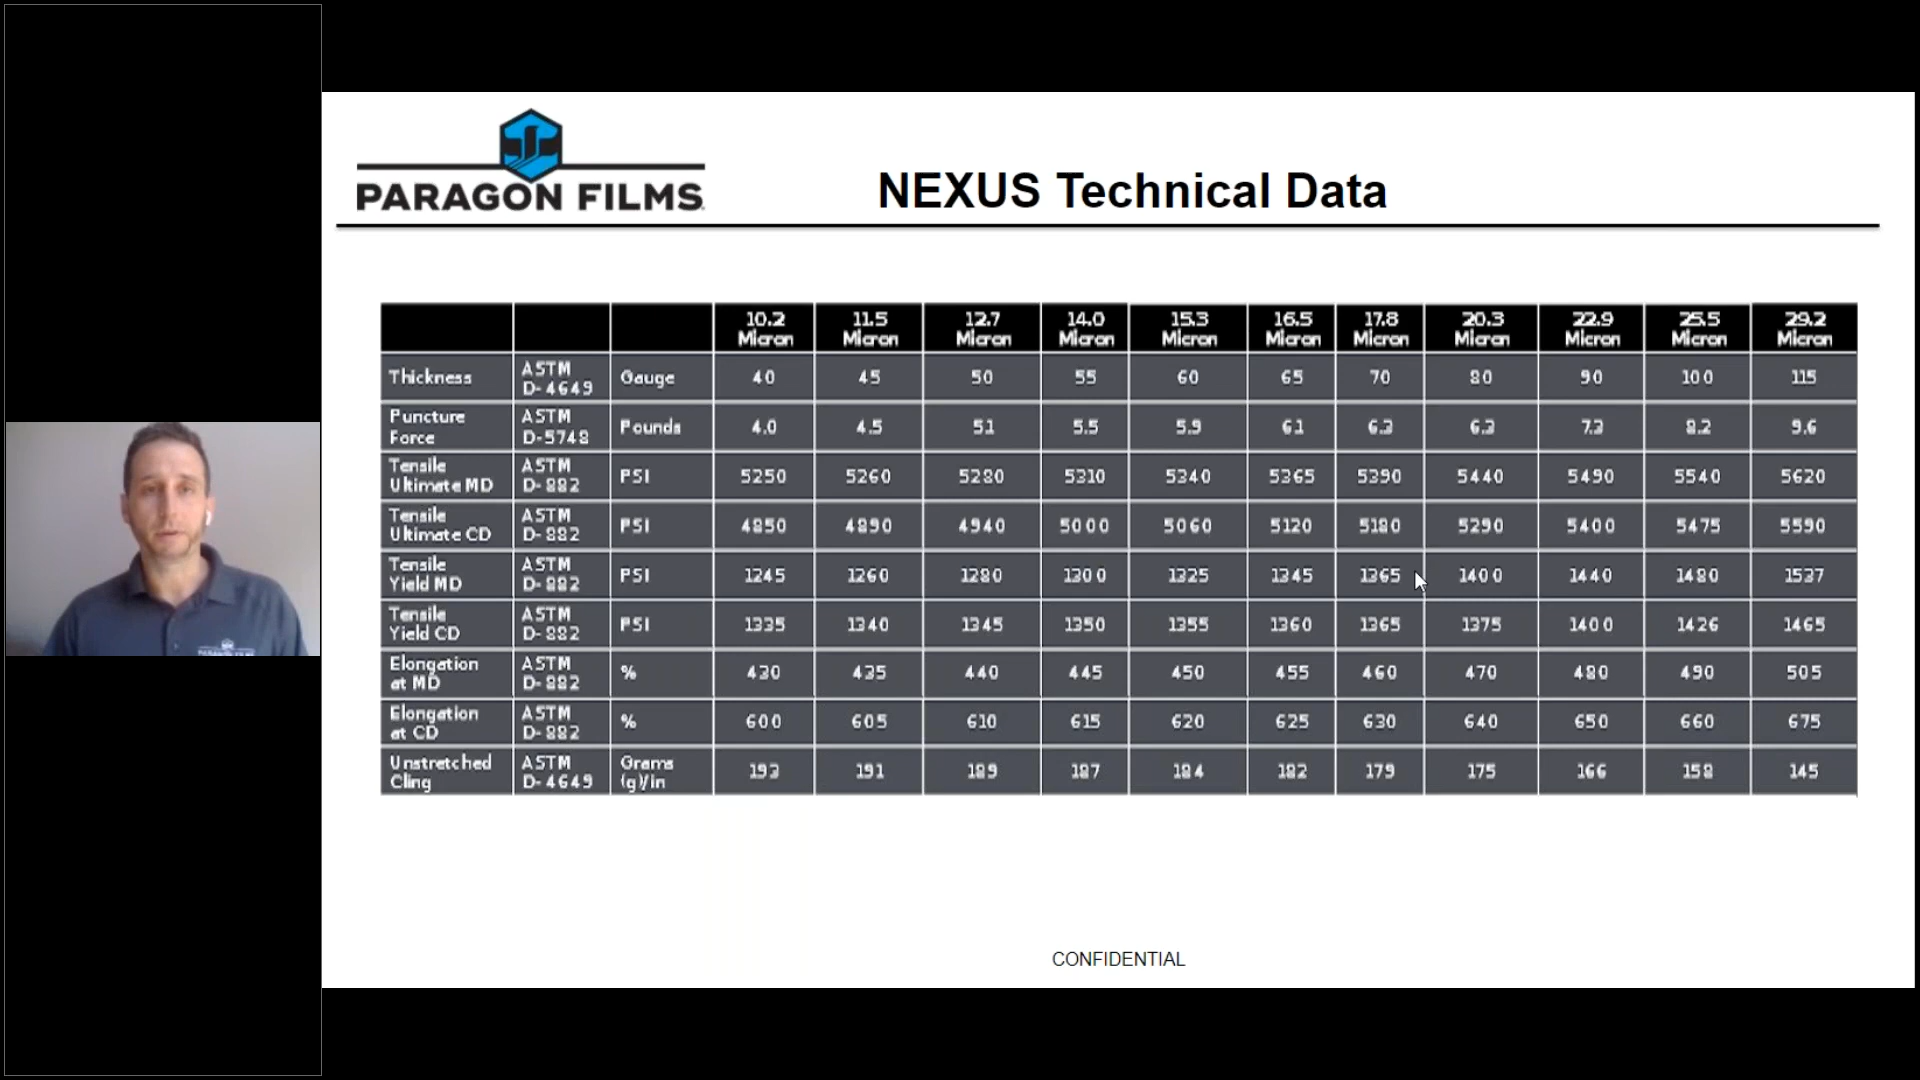 PARAGON FILMS
NEXUS Technical Data
10.2 Micron 11.5 Micron 12.7 Micron 14.0 Micron 15.3 Micron 16.5 Micron 17.8 Micron 20.3 Micron 22.9 Micron 25.5 Micron 29.2 Micron
Thickness ASTM D-4649 Gauge 40 45 50 55 60 65 70 80 90 100 115
Puncture Force ASTM D-5748 Pounds 4.0 4.5 5.1 5.5 5.9 6.1 6.3 6.3 7.3 8.2 9.6
Tensile Ultimate MD ASTM D-882 PSI 5250 5260 5280 5310 5340 5365 5390 5440 5490 5540 5620
Tensile Ultimate CD ASTM D-882 PSI 4850 4890 4940 5000 5060 5120 5180 5290 5400 5475 5590
Tensile Yield MD ASTM D-882 PSI 1245 1260 1280 1300 1325 1345 1365 1400 1440 1480 1537
Tensile Yield CD ASTM D-882 PSI 1335 1340 1345 1350 1355 1360 1365 1375 1400 1426 1465
Elongation at MD ASTM D-882 % 430 435 440 445 450 455 460 470 480 490 505
Elongation at CD ASTM D-882 % 600 605 610 615 620 625 630 640 650 660 675
Unstretched Cling ASTM D-4649 Grams (g)/in 193 191 189 187 184 182 179 175 166 158 145
CONFIDENTIAL
PARAGON FILMS